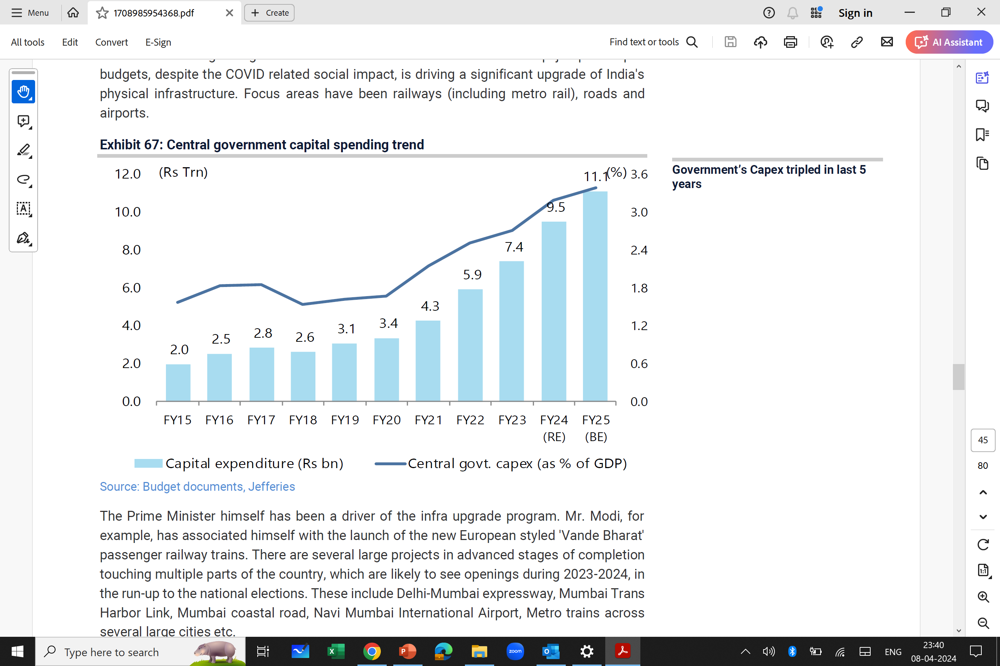 Menu
1708985954368.pdf
Create
Sign in
All tools
Edit
Convert
E-Sign
Find text or tools
AI Assistant
budgets, despite the COVID related social impact, is driving a significant upgrade of India's
physical infrastructure. Focus areas have been railways (including metro rail), roads and
airports.
Exhibit 67: Central government capital spending trend
Government's Capex tripled in last 5
years
(Rs Trn)
(%)
12.0
10.0
8.0
6.0
4.0
2.0
0.0
2.0
2.5
2.8
2.6
3.1
3.4
4.3
5.9
7.4
9.5
11.1
3.6
3.0
2.4
1.8
1.2
0.6
0.0
FY15 FY16 FY17 FY18 FY19 FY20 FY21 FY22 FY23 FY24 FY25
(RE) (BE)
Capital expenditure (Rs bn)
Central govt. capex (as % of GDP)
Source: Budget documents, Jefferies
The Prime Minister himself has been a driver of the infra upgrade program. Mr. Modi, for
example, has associated himself with the launch of the new European styled 'Vande Bharat'
passenger railway trains. There are several large projects in advanced stages of completion
touching multiple parts of the country, which are likely to see openings during 2023-2024, in
the run-up to the national elections. These include Delhi-Mumbai expressway, Mumbai Trans
Harbor Link, Mumbai coastal road, Navi Mumbai International Airport, Metro trains across
several large cities etc.
45
80
1:1
Type here to search
zoom
ENG
23:40
08-04-2024